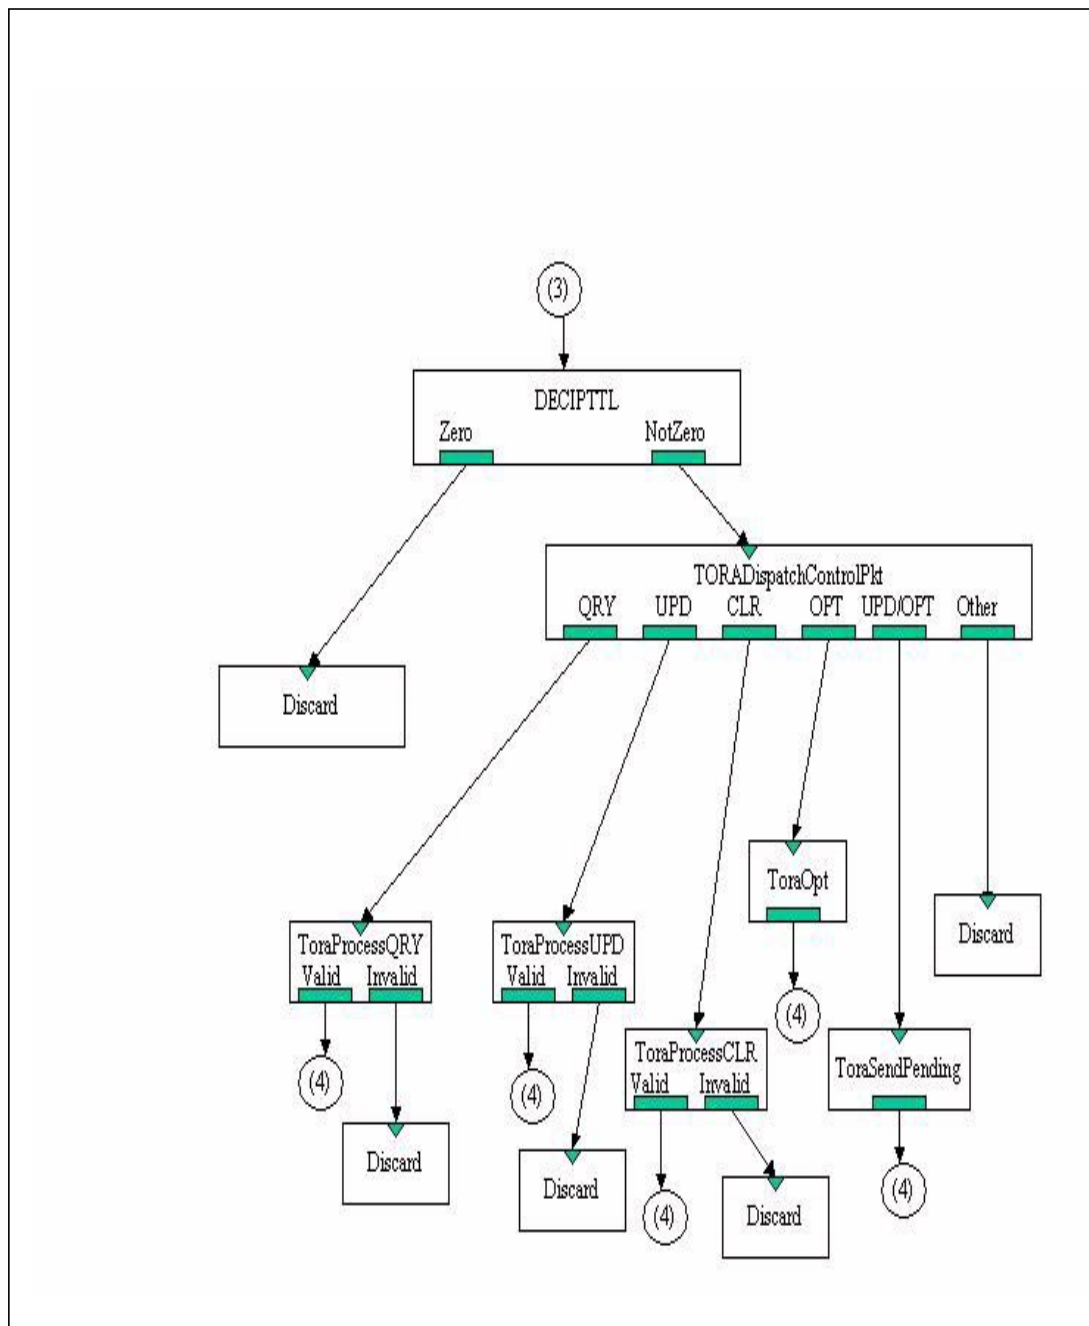 (3)
DECIPTTL
Zero NotZero
TORADispatchControlPkt
QRY UPD CLR OPT UPD/OPT Other
Discard
ToraOpt
Discard
ToraProcessQRY
Valid Invalid
ToraProcessUPD
Valid Invalid
(4)
ToraProcessCLR
Valid Invalid
ToraSendPending
(4)
(4)
Discard
Discard
(4)
Discard
(4)